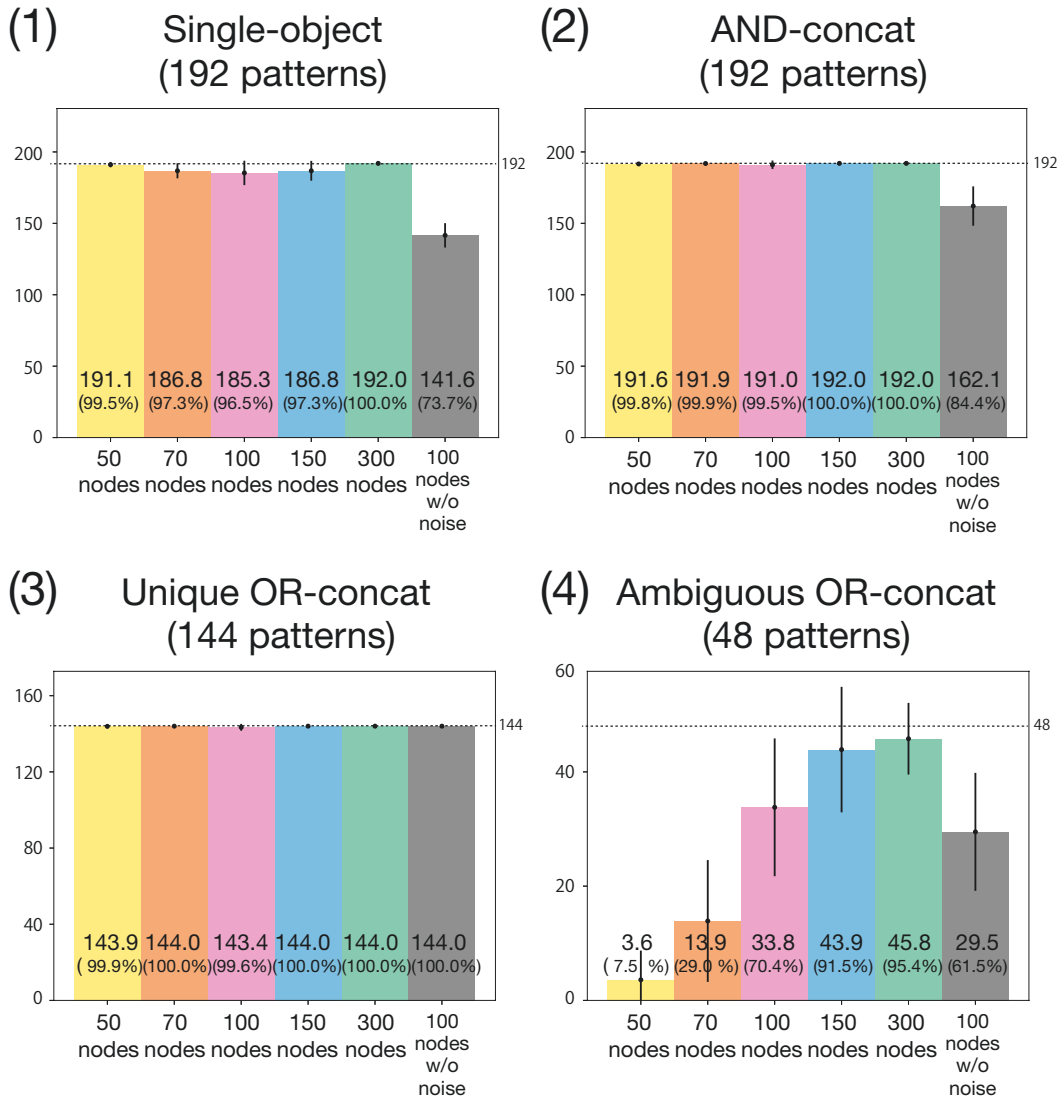 (1) Single-object
(192 patterns)
200
150
100
50
0
192
191.1 186.8 185.3 186.8 192.0 141.6
(99.5%) (97.3%) (96.5%) (97.3%) (100.0% (73.7%)
50 70 100 150 300 100
nodes nodes nodes nodes nodes nodes
w/o
noise
(2) AND-concat
(192 patterns)
200
150
100
50
0
192
191.6 191.9 191.0 192.0 192.0 162.1
(99.8%) (99.9%) (99.5%) (100.0%) (100.0%) (84.4%)
50 70 100 150 300 100
nodes nodes nodes nodes nodes nodes
w/o
noise
(3) Unique OR-concat
(144 patterns)
160
120
80
40
0
144
143.9 144.0 143.4 144.0 144.0 144.0
( 99.9%) (100.0%) (99.6%) (100.0%) (100.0%) (100.0%)
50 70 100 150 300 100
nodes nodes nodes nodes nodes nodes
w/o
noise
(4) Ambiguous OR-concat
(48 patterns)
60
40
20
0
48
3.6 13.9 33.8 43.9 45.8 29.5
( 7.5 %) (29.0 %) (70.4%) (91.5%) (95.4%) (61.5%)
50 70 100 150 300 100
nodes nodes nodes nodes nodes nodes
w/o
noise